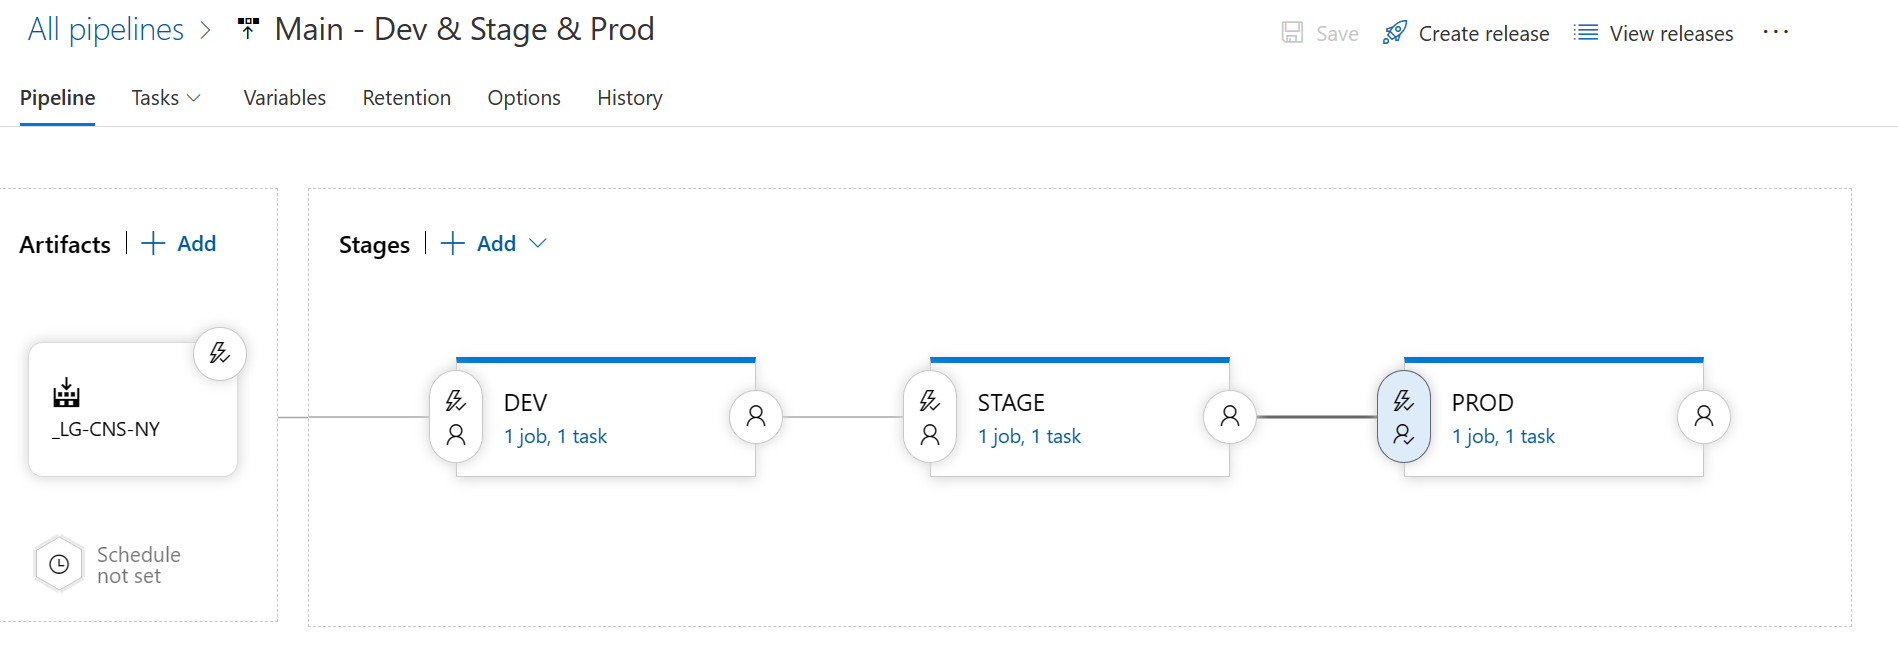 All pipelines > Main - Dev & Stage & Prod
Save Create release View releases ...
Pipeline Tasks Variables Retention Options History
Artifacts | + Add
Stages | + Add
_LG-CNS-NY
DEV
1 job, 1 task
STAGE
1 job, 1 task
PROD
1 job, 1 task
Schedule
not set